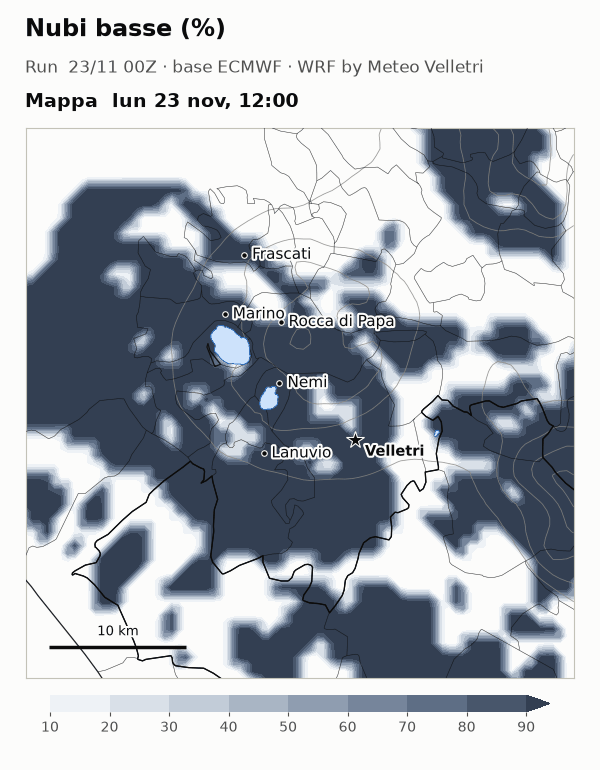 Nubi basse (%)
Run  23/11 00Z · base ECMWF · WRF by Meteo Velletri
Mappa  lun 23 nov, 12:00
Frascati
Marino
Rocca di Papa
Nemi
Velletri
Lanuvio
10 km
10 20 30 40 50 60 70 80 90